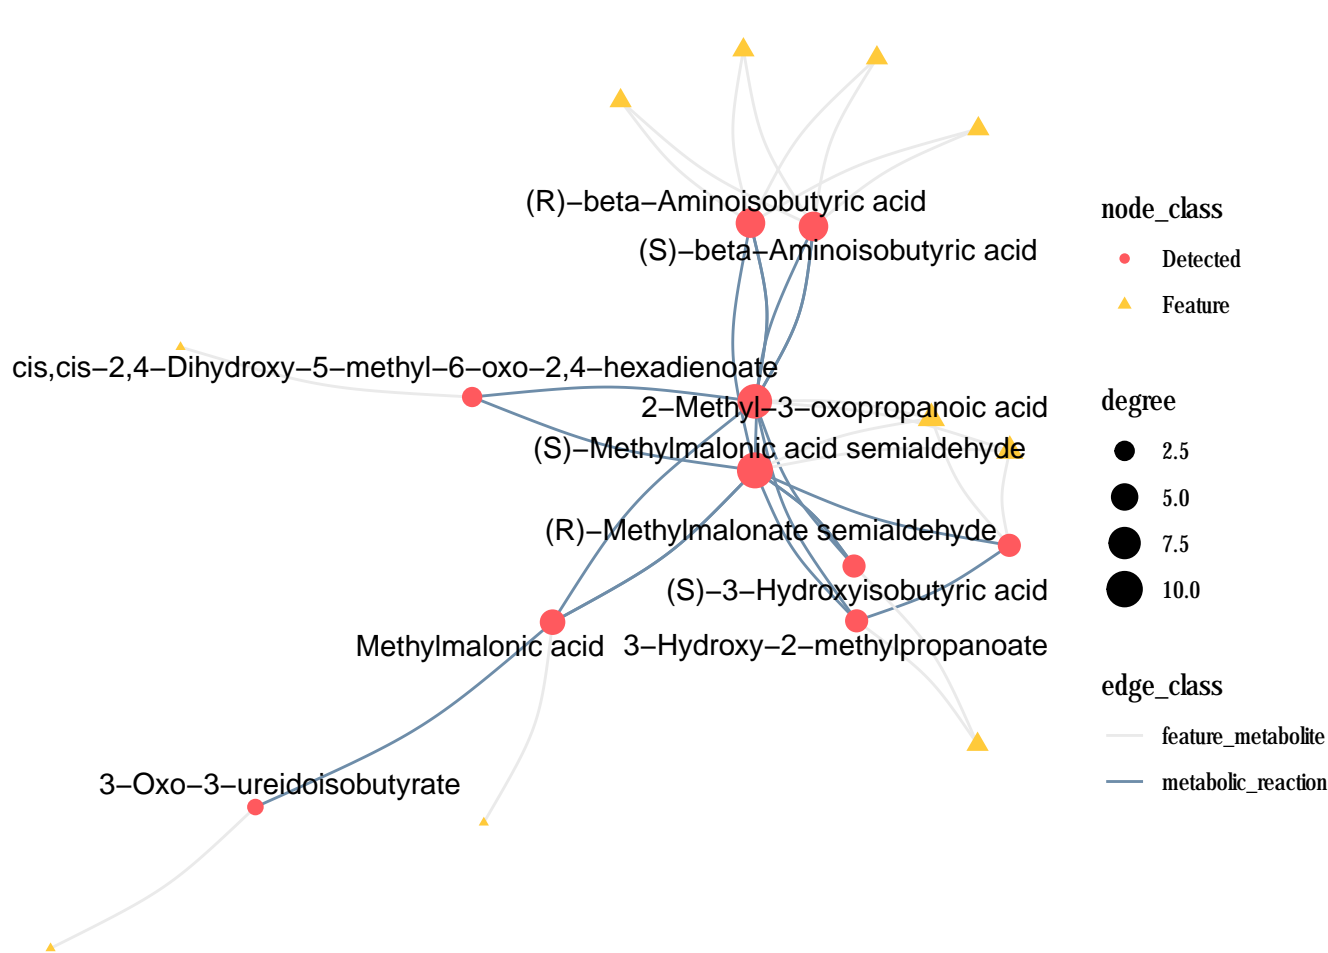 (R)−beta−Aminoisobutyric acid
(S)−beta−Aminoisobutyric acid
cis,cis−2,4−Dihydroxy−5−methyl−6−oxo−2,4−hexadienoate
2−Methyl−3−oxopropanoic acid
(S)−Methylmalonic acid semialdehyde
(R)−Methylmalonate semialdehyde
(S)−3−Hydroxyisobutyric acid
Methylmalonic acid
3−Hydroxy−2−methylpropanoate
3−Oxo−3−ureidoisobutyrate
node_class
Detected
Feature
degree
2.5
5.0
7.5
10.0
edge_class
feature_metabolite
metabolic_reaction